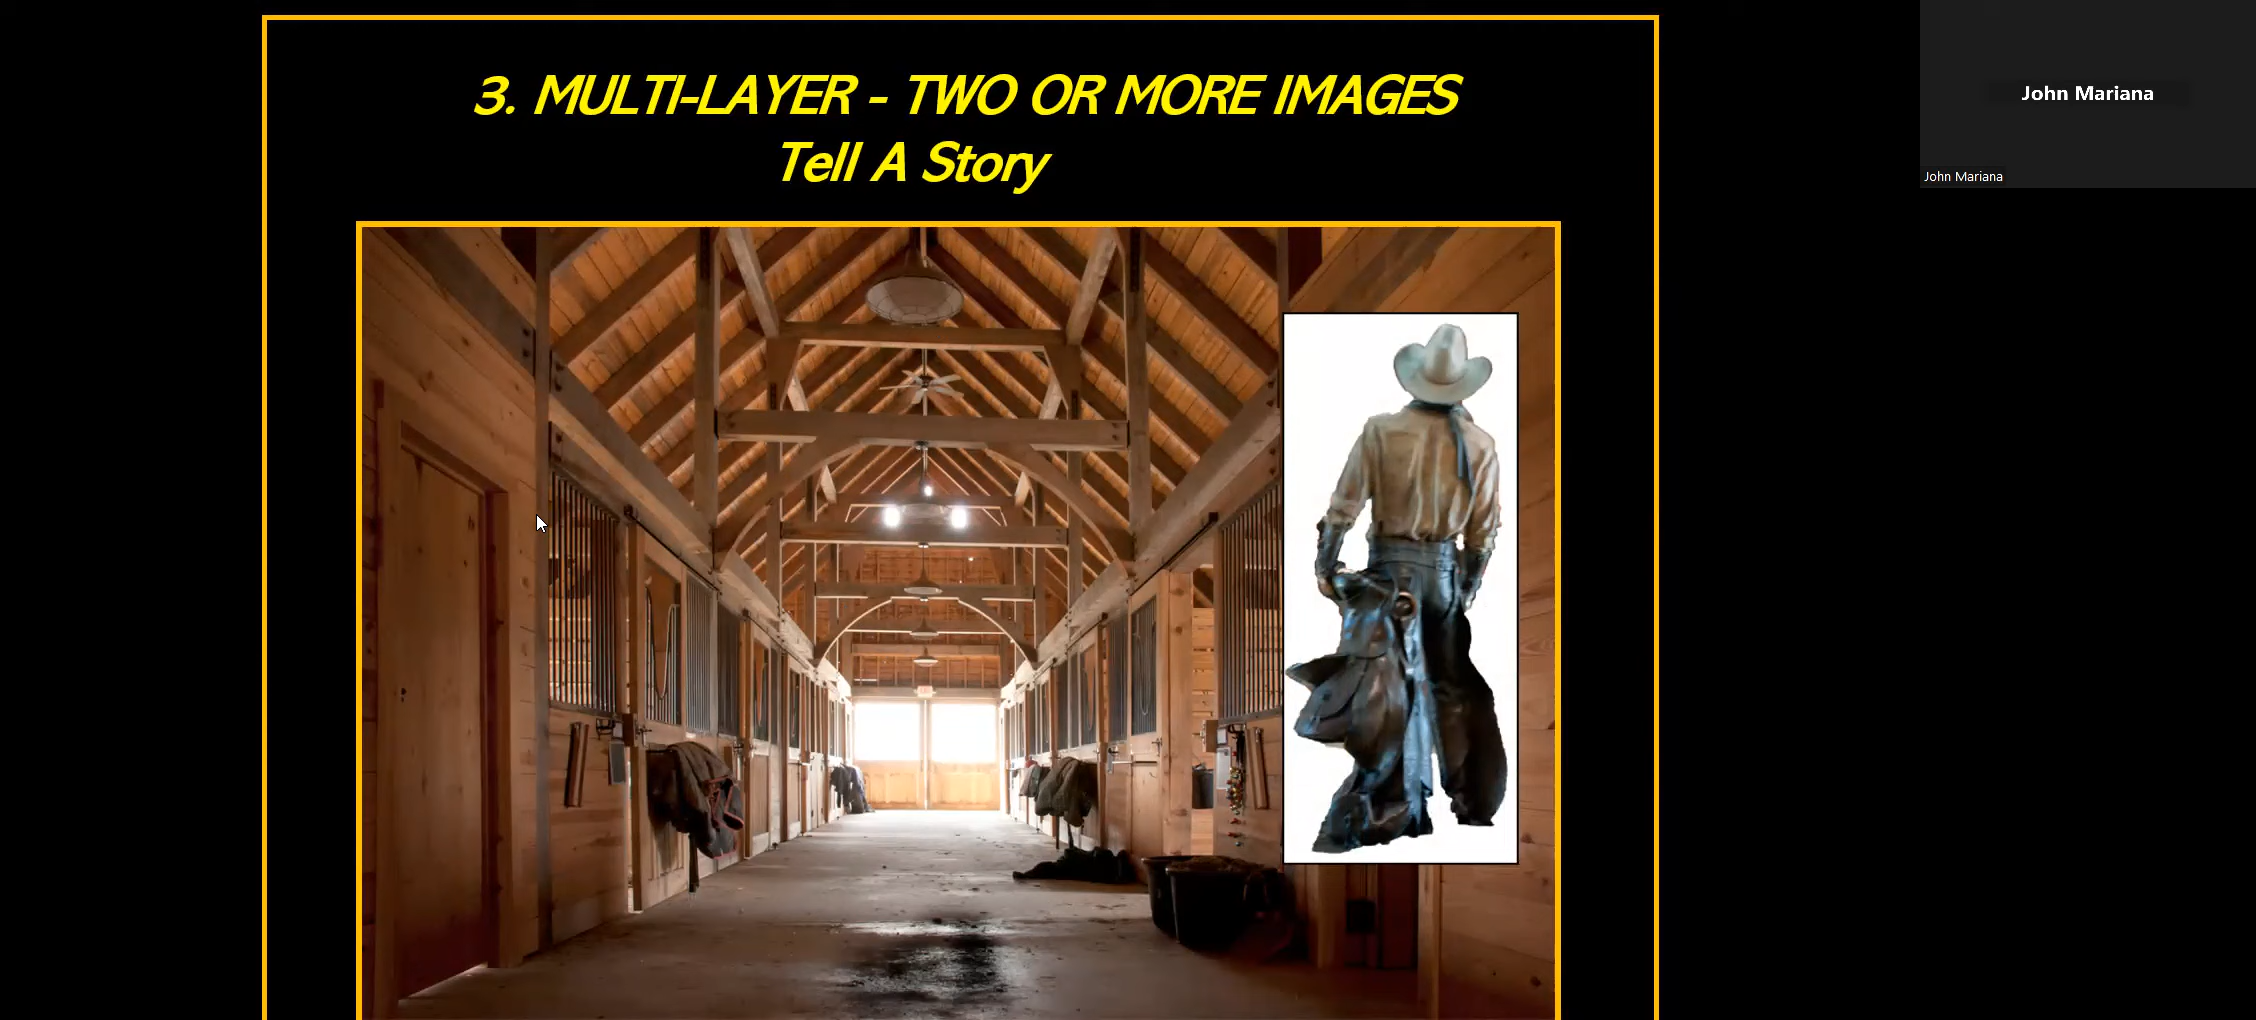 3. MULTI-LAYER - TWO OR MORE IMAGES
Tell A Story
John Mariana
John Mariana